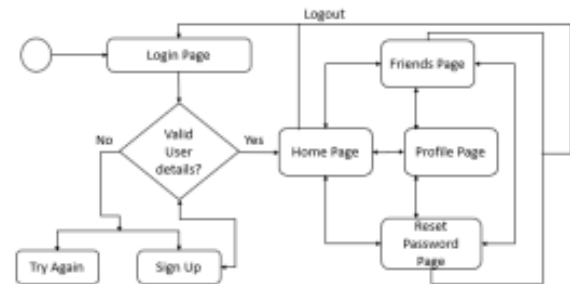 Logout
Login Page
Friends Page
No
Valid
User
details?
Yes
Home Page
Profile Page
Try Again
Sign Up
Reset
Password
Page